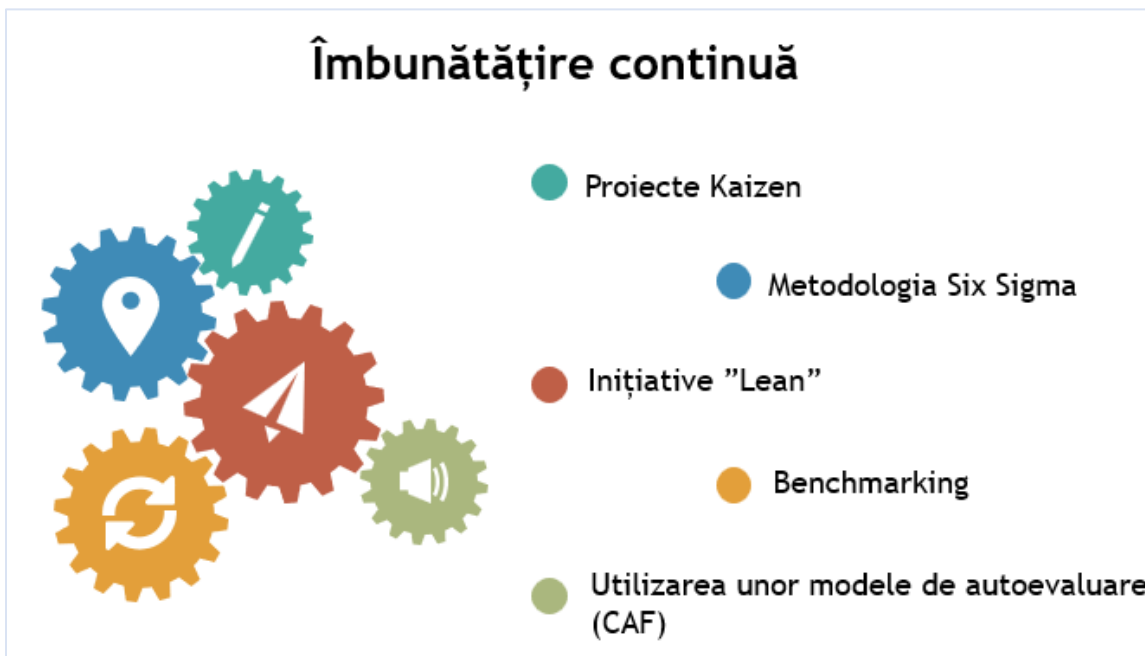 Îmbunătățire continuă
Proiecte Kaizen
Metodologia Six Sigma
Inițiative ”Lean”
Benchmarking
Utilizarea unor modele de autoevaluare
(CAF)